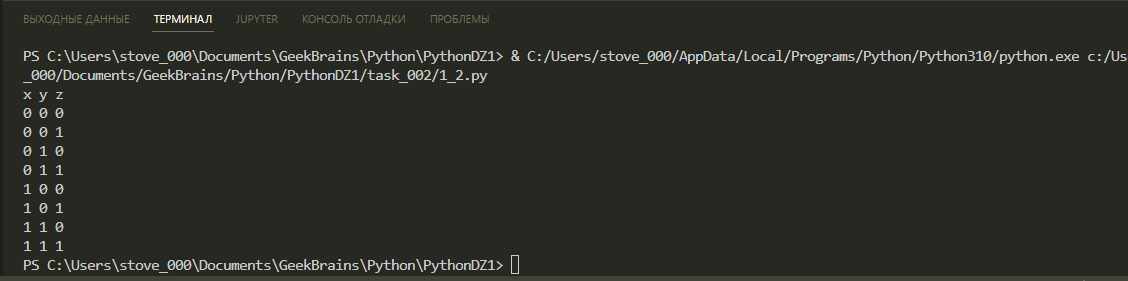 ВЫХОДНЫЕ ДАННЫЕ ТЕРМИНАЛ JUPYTER КОНСОЛЬ ОТЛАДКИ ПРОБЛЕМЫ
PS C:\Users\stove_000\Documents\GeekBrains\Python\PythonDZ1> & C:/Users/stove_000/AppData/Local/Programs/Python/Python310/python.exe c:/Us
_000/Documents/GeekBrains/Python/PythonDZ1/task_002/1_2.py
x y z
0 0 0
0 0 1
0 1 0
0 1 1
1 0 0
1 0 1
1 1 0
1 1 1
PS C:\Users\stove_000\Documents\GeekBrains\Python\PythonDZ1>